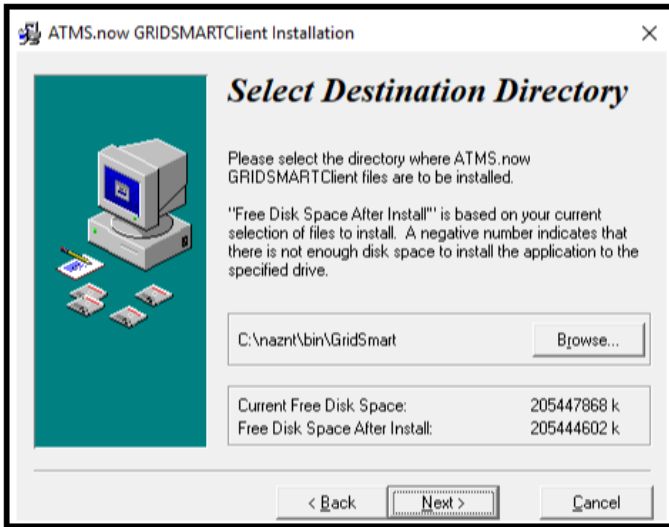 ATMS.now GRIDSMARTClient Installation
Select Destination Directory
Please select the directory where ATMS.now
GRIDSMARTClient files are to be installed.
"Free Disk Space After Install"' is based on your current
selection of files to install. A negative number indicates that
there is not enough disk space to install the application to the
specified drive.
C:\naznt\bin\GridSmart
Browse...
Current Free Disk Space: 205447868 k
Free Disk Space After Install: 205444602 k
< Back
Next >
Cancel